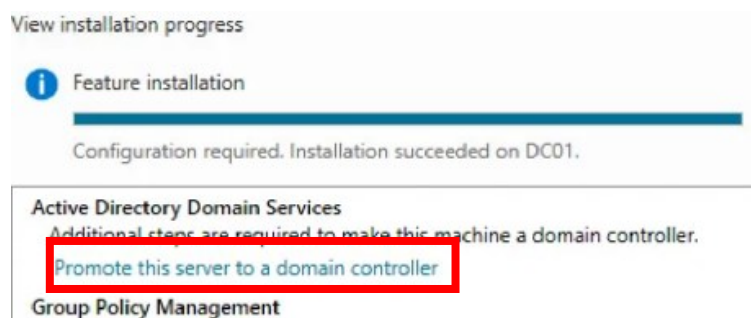 View installation progress
Feature installation
Configuration required. Installation succeeded on DC01.
Active Directory Domain Services
Additional steps are required to make this machine a domain controller.
Promote this server to a domain controller
Group Policy Management